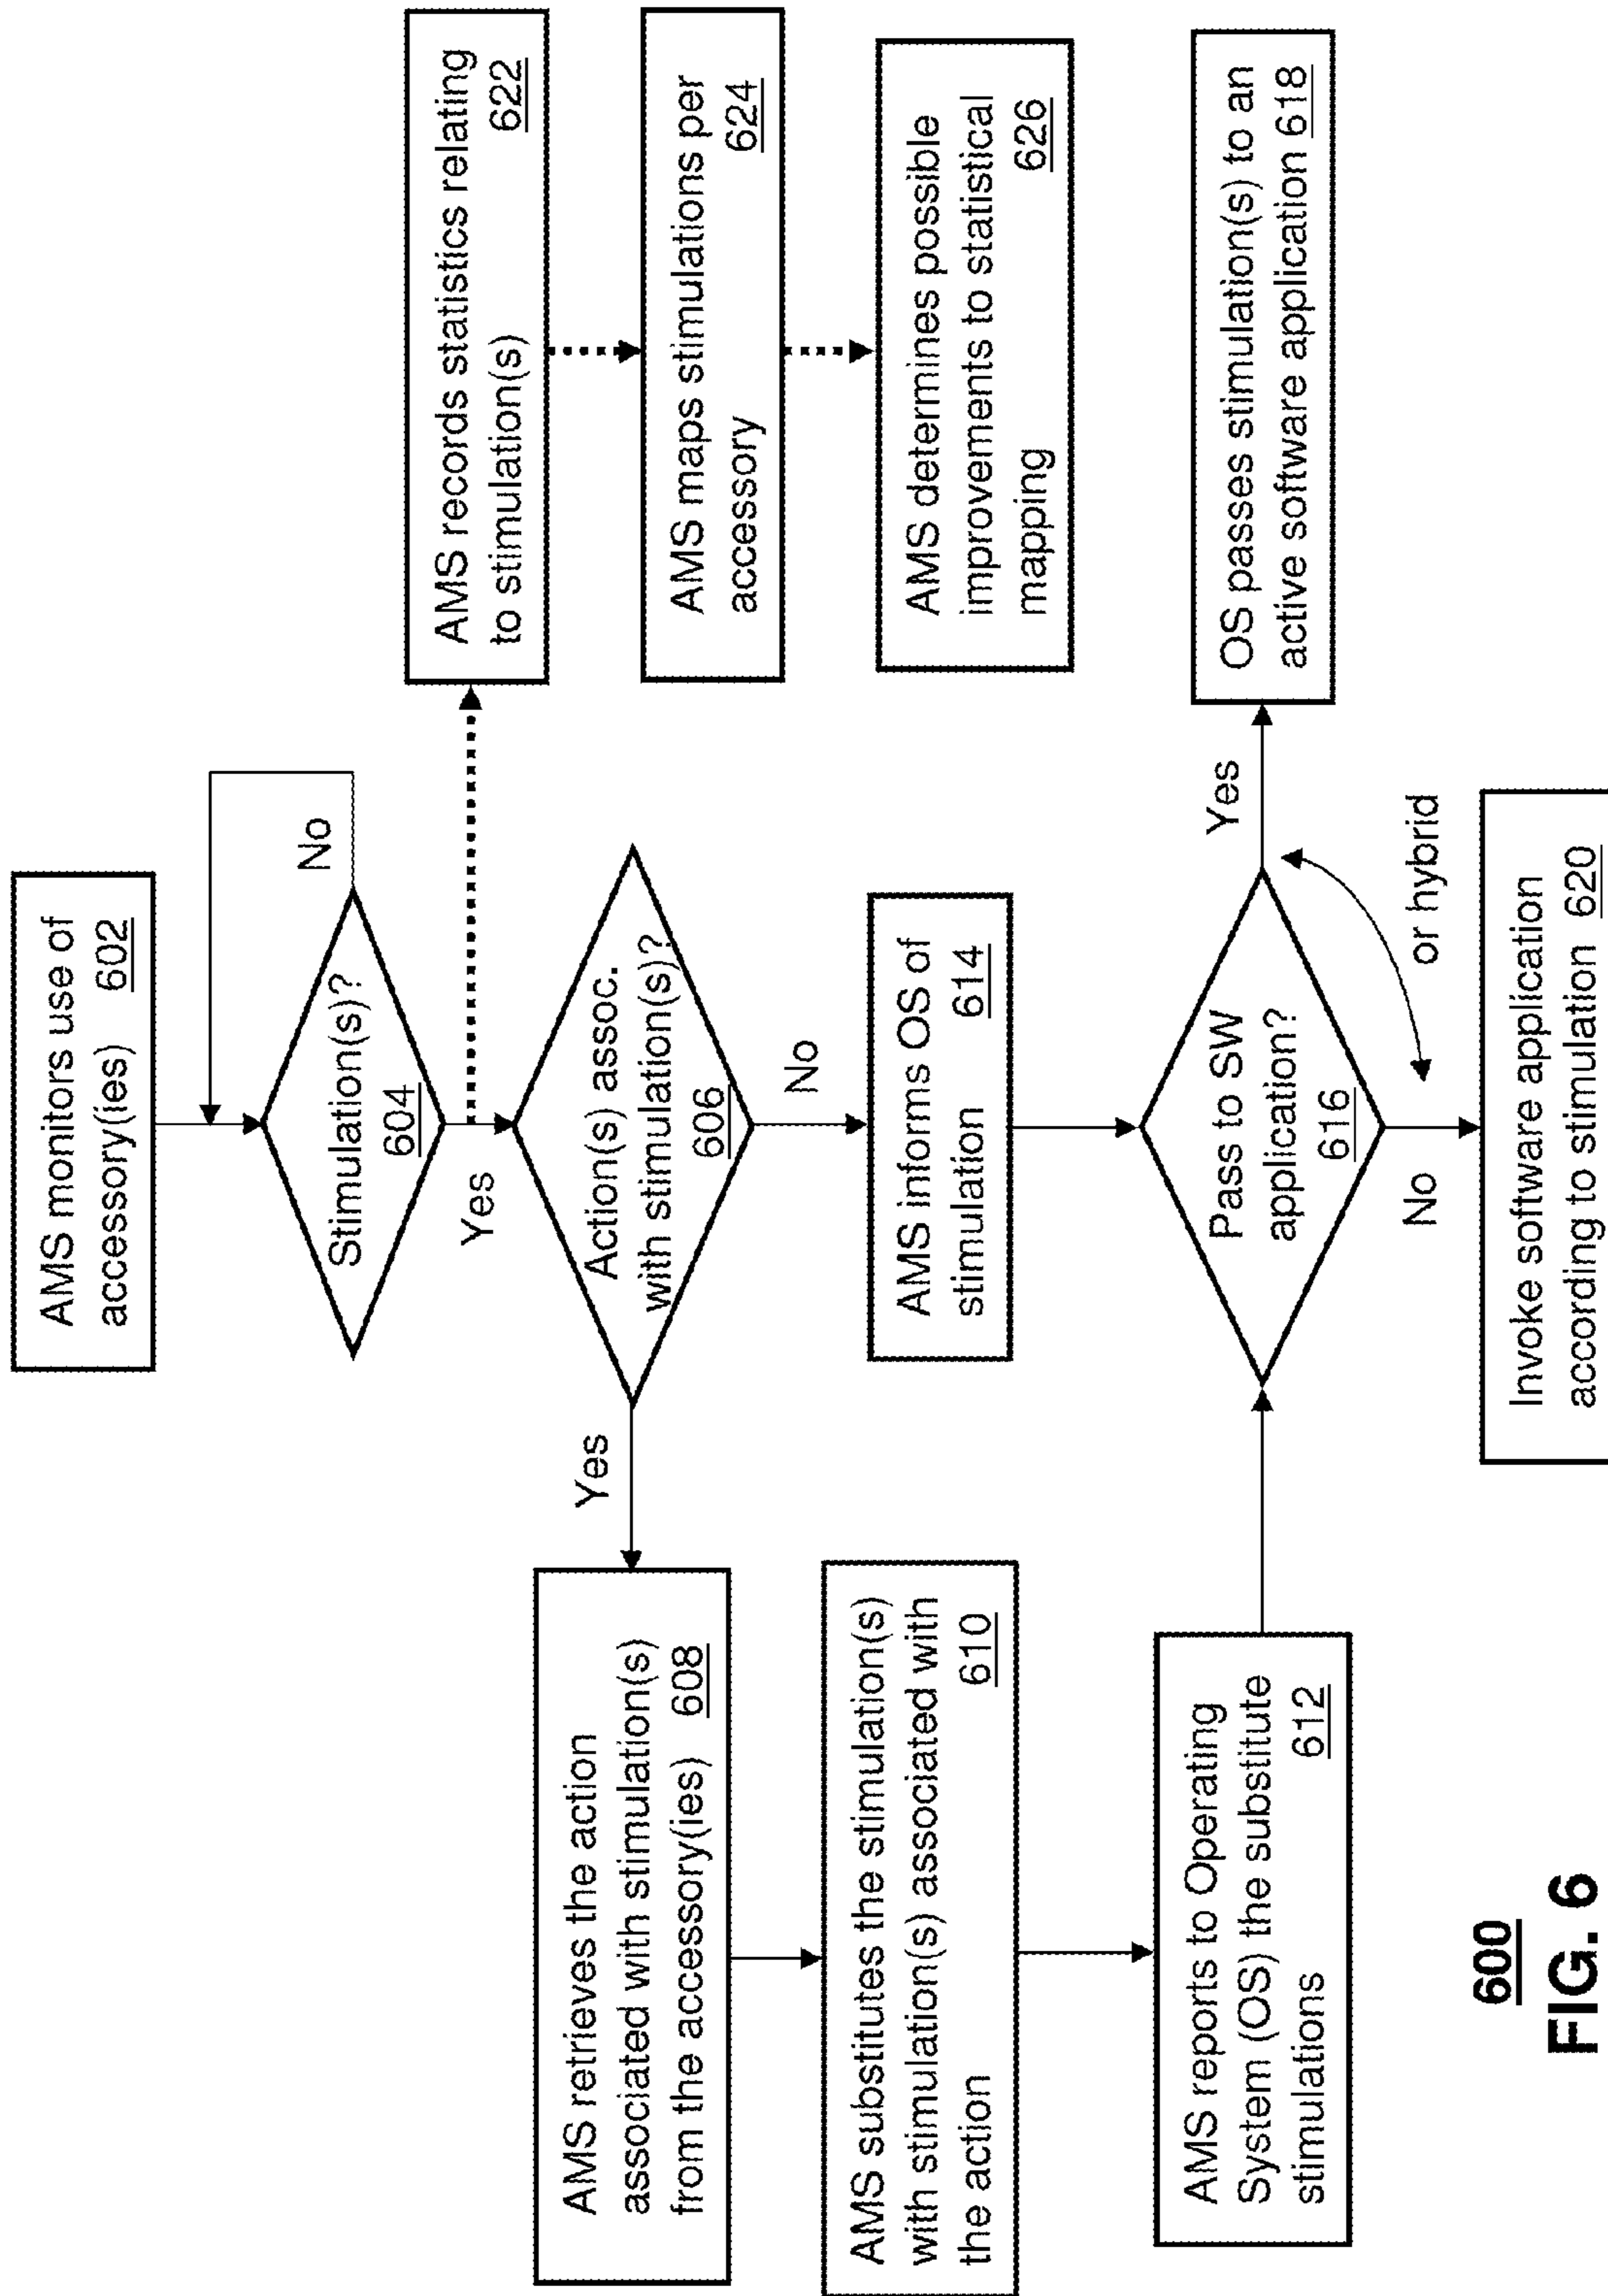 AMS monitors use of
accessory(ies) 602
Stimulation(s)?
604
No
Yes
AMS records statistics relating
to stimulation(s) 622
AMS maps stimulations per
accessory 624
AMS determines possible
improvements to statistical
mapping 626
Action(s) assoc.
with stimulation(s)?
606
Yes
No
AMS retrieves the action
associated with stimulation(s)
from the accessory(ies) 608
AMS substitutes the stimulation(s)
with stimulation(s) associated with
the action 610
AMS reports to Operating
System (OS) the substitute
stimulations 612
AMS informs OS of
stimulation 614
Pass to SW
application?
616
Yes
No
or hybrid
OS passes stimulation(s) to an
active software application 618
Invoke software application
according to stimulation 620
600
FIG. 6